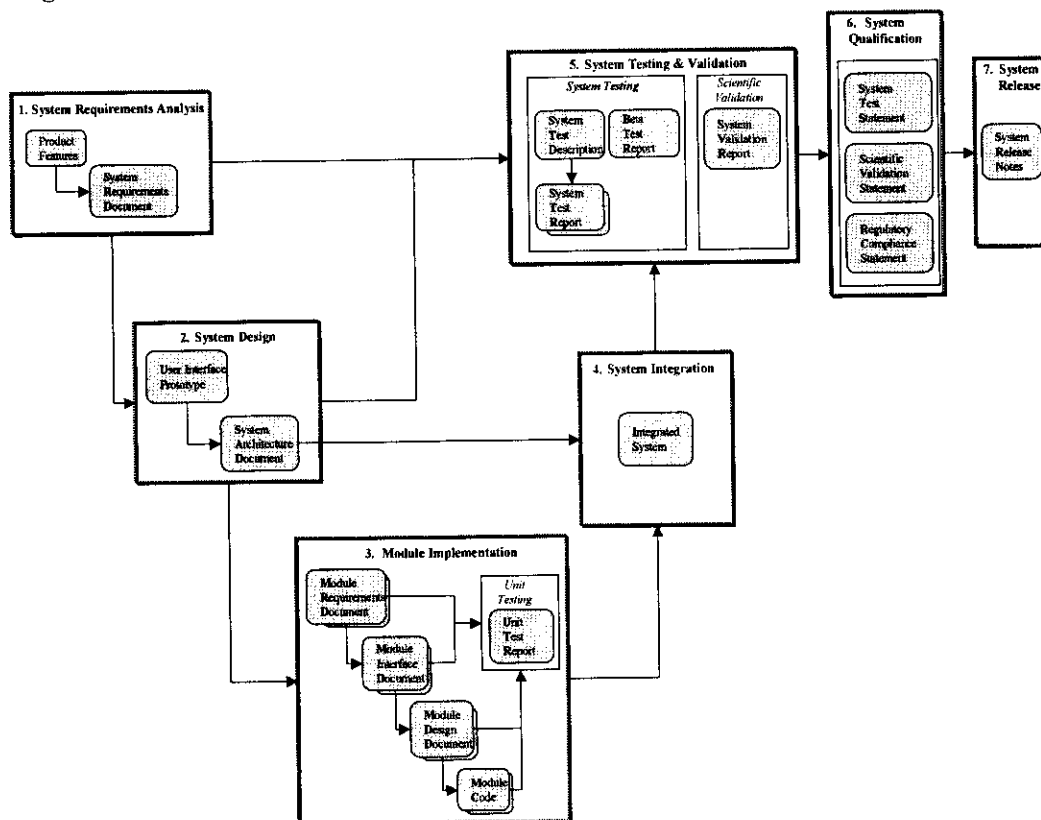 1. System Requirements Analysis
Product
Features
System
Requirements
Document
2. System Design
User Interface
Prototype
System
Architecture
Document
3. Module Implementation
Module
Requirements
Document
Module
Interface
Document
Module
Design
Document
Module
Code
Unit
Testing
Unit
Test
Report
4. System Integration
Integrated
System
5. System Testing & Validation
System Testing
System
Test
Description
Beta
Test
Report
System
Test
Report
Scientific
Validation
System
Validation
Report
6. System
Qualification
System
Test
Statement
Scientific
Validation
Statement
Regulatory
Compliance
Statement
7. System
Release
System
Release
Notes